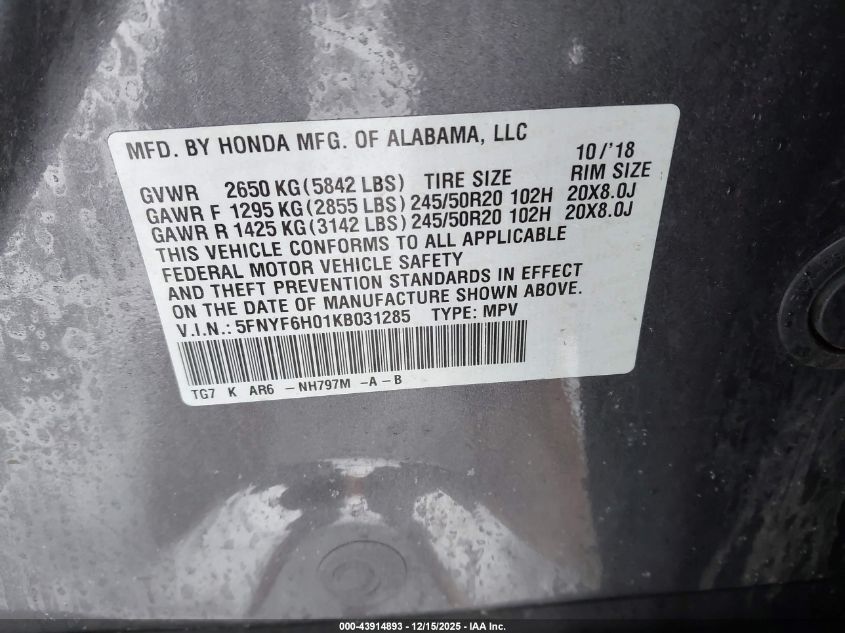 MFD. BY HONDA MFG. OF ALABAMA, LLC 10/'18
GVWR 2650 KG(5842 LBS) TIRE SIZE RIM SIZE
GAWR F 1295 KG(2855 LBS)245/50R20 102H 20X8.0J
GAWR R 1425 KG(3142 LBS)245/50R20 102H 20X8.0J
THIS VEHICLE CONFORMS TO ALL APPLICABLE
FEDERAL MOTOR VEHICLE SAFETY
AND THEFT PREVENTION STANDARDS IN EFFECT
ON THE DATE OF MANUFACTURE SHOWN ABOVE.
V.I.N.: 5FNYF6H01KB031285 TYPE: MPV
TG7 K AR6 -NH797M -A-B
000-43914893 - 12/15/2025 - IAA Inc.